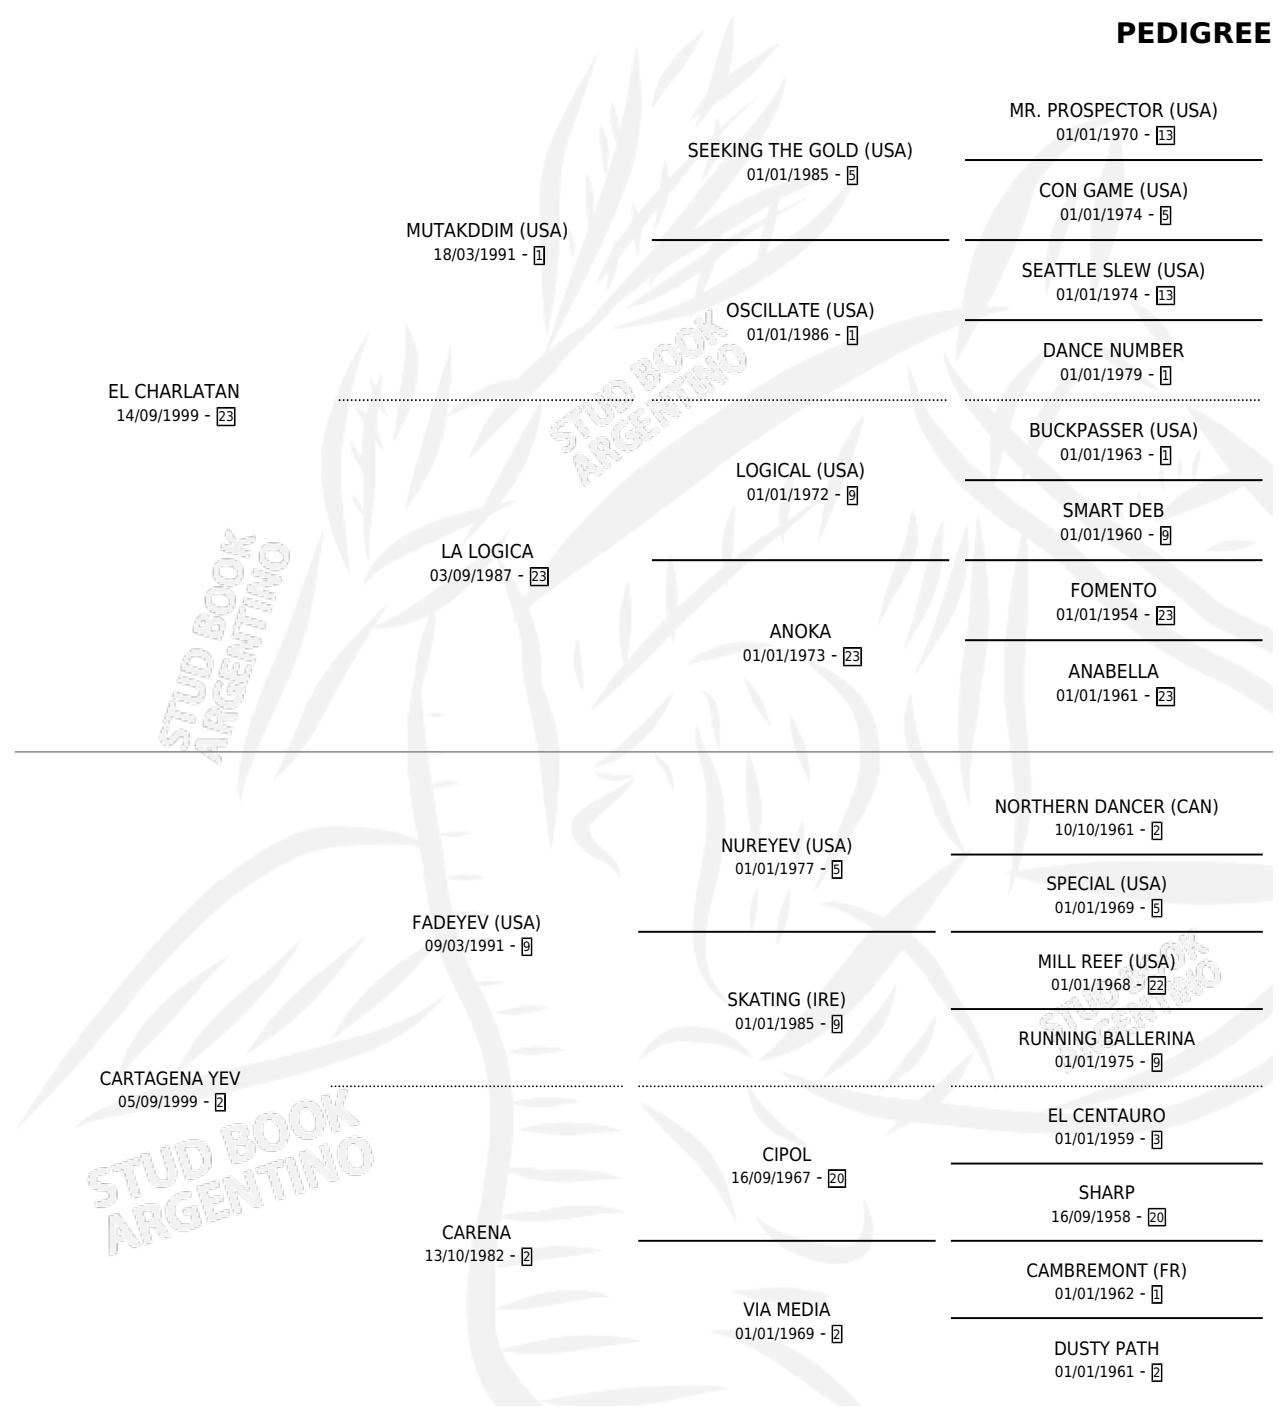 PEDIGREE
MR. PROSPECTOR (USA)
01/01/1970 - 13
SEEKING THE GOLD (USA)
01/01/1985 - 5
CON GAME (USA)
01/01/1974 - 5
MUTAKDDIM (USA)
18/03/1991 - 1
SEATTLE SLEW (USA)
01/01/1974 - 13
OSCILLATE (USA)
01/01/1986 - 1
DANCE NUMBER
01/01/1979 - 1
EL CHARLATAN
14/09/1999 - 23
BUCKPASSER (USA)
01/01/1963 - 1
LOGICAL (USA)
01/01/1972 - 9
SMART DEB
01/01/1960 - 9
LA LOGICA
03/09/1987 - 23
FOMENTO
01/01/1954 - 23
ANOKA
01/01/1973 - 23
ANABELLA
01/01/1961 - 23
NORTHERN DANCER (CAN)
10/10/1961 - 2
NUREYEV (USA)
01/01/1977 - 5
SPECIAL (USA)
01/01/1969 - 5
FADEYEV (USA)
09/03/1991 - 9
MILL REEF (USA)
01/01/1968 - 22
SKATING (IRE)
01/01/1985 - 9
RUNNING BALLERINA
01/01/1975 - 9
CARTAGENA YEV
05/09/1999 - 2
EL CENTAURO
01/01/1959 - 3
CIPOL
16/09/1967 - 20
SHARP
16/09/1958 - 20
CARENA
13/10/1982 - 2
CAMBREMONT (FR)
01/01/1962 - 1
VIA MEDIA
01/01/1969 - 2
DUSTY PATH
01/01/1961 - 2
STUD BOOK
ARGENTINO
STUD BOOK
ARGENTINO
STUD BOOK
ARGENTINO
STUD BOOK
ARGENTINO